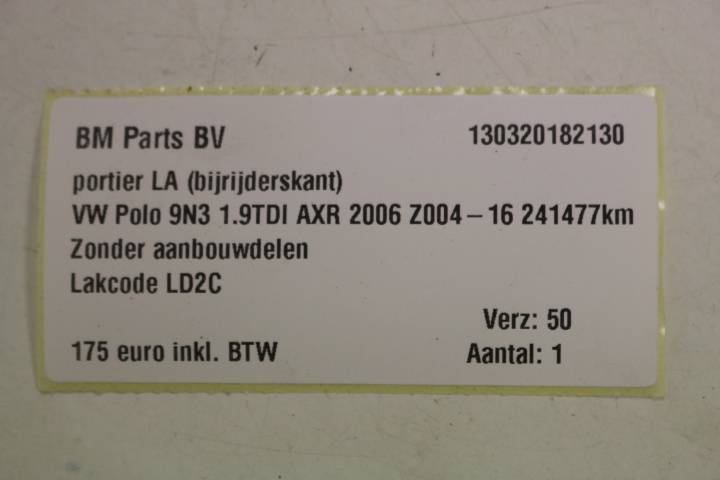 BM Parts BV 130320182130
portier LA (bijrijderskant)
VW Polo 9N3 1.9TDI AXR 2006 Z004-16 241477km
Zonder aanbouwdelen
Lakcode LD2C
Verz: 50
175 euro inkl. BTW Aantal: 1